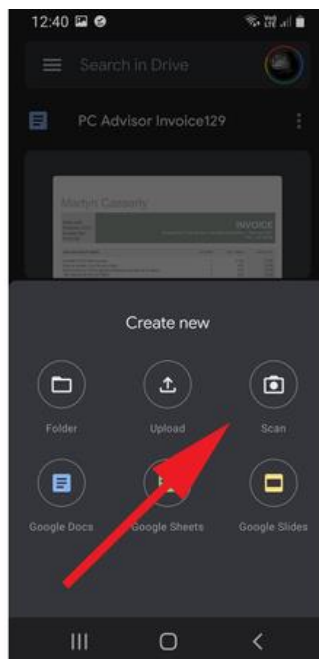 12:40
Search in Drive
PC Advisor Invoice129
Martyn Casserly
INVOICE
Create new
Folder Upload Scan
Google Docs Google Sheets Google Slides